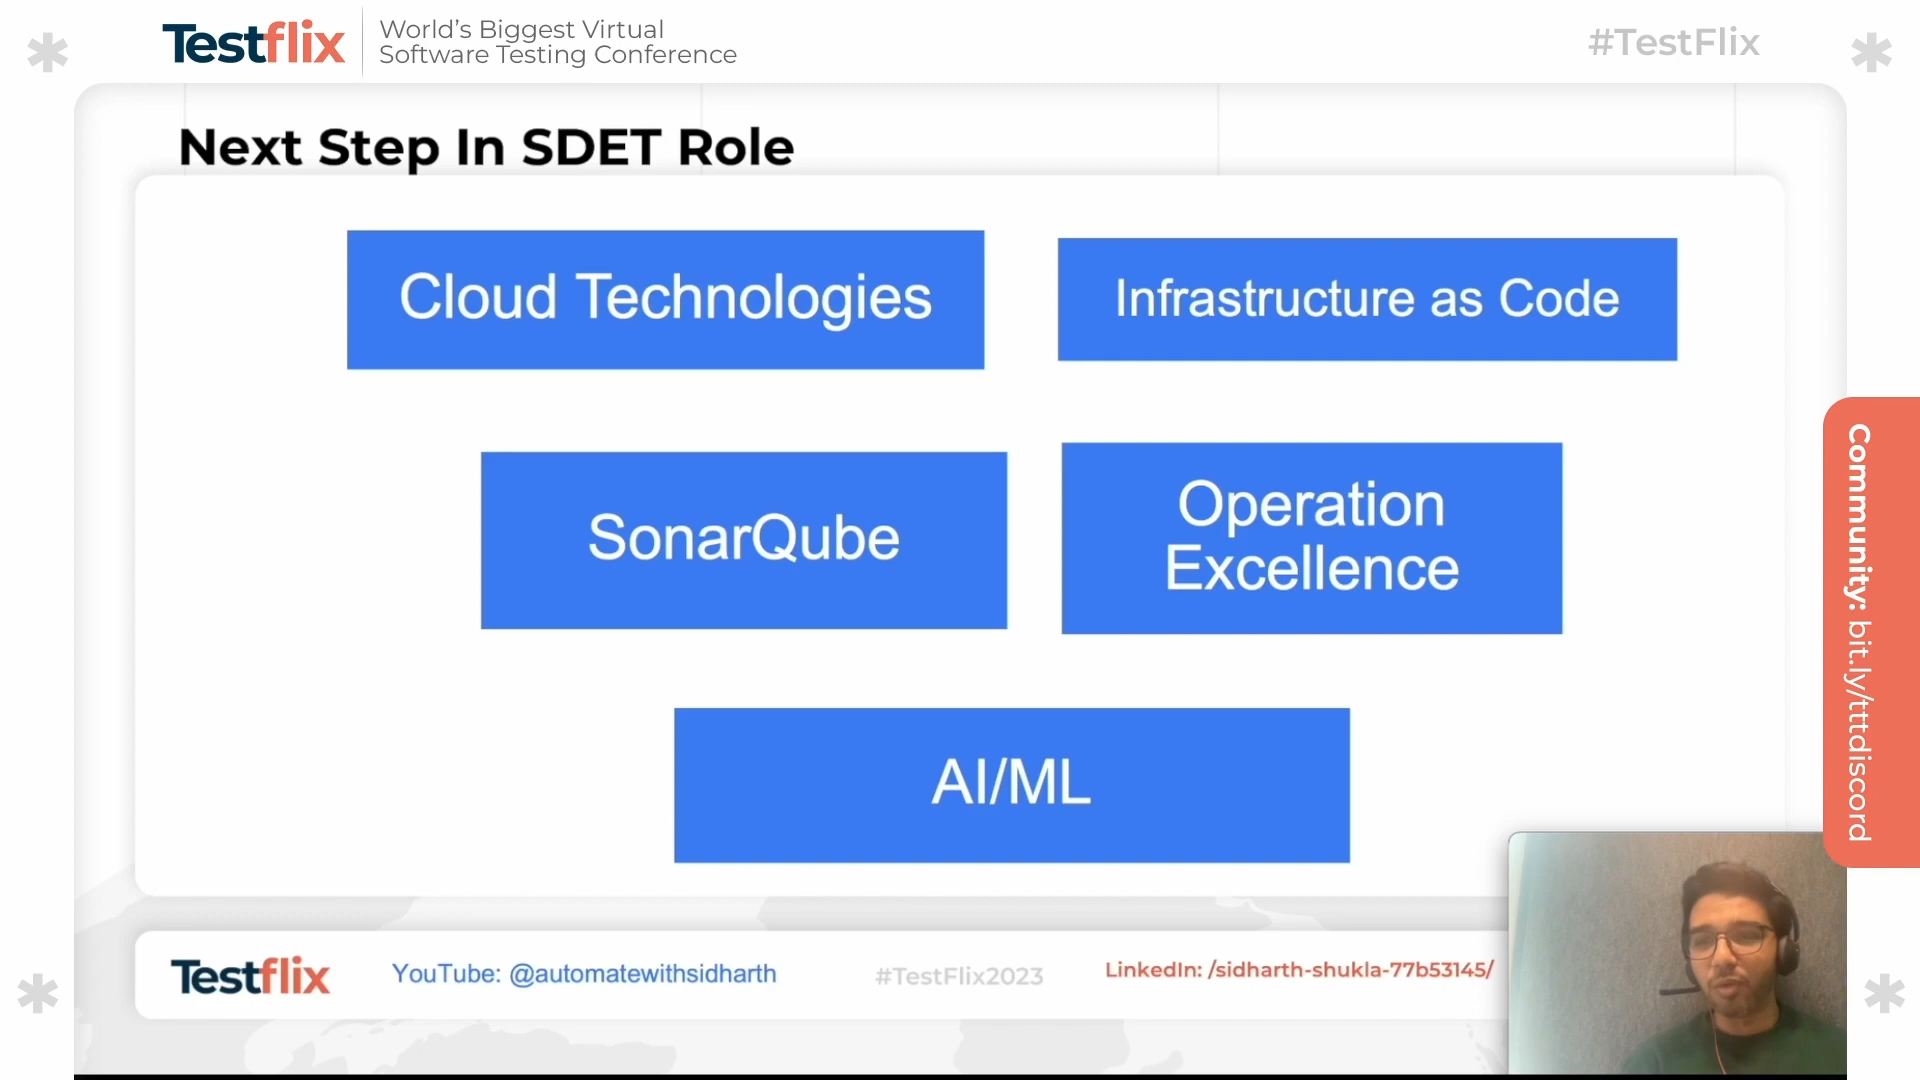 Testflix
World's Biggest Virtual
Software Testing Conference
#TestFlix
Next Step In SDET Role
Cloud Technologies
Infrastructure as Code
SonarQube
Operation
Excellence
AI/ML
Community: bit.ly/tttdiscord
Testflix
YouTube: @automatewithsidharth
#TestFlix2023
LinkedIn: /sidharth-shukla-77b53145/